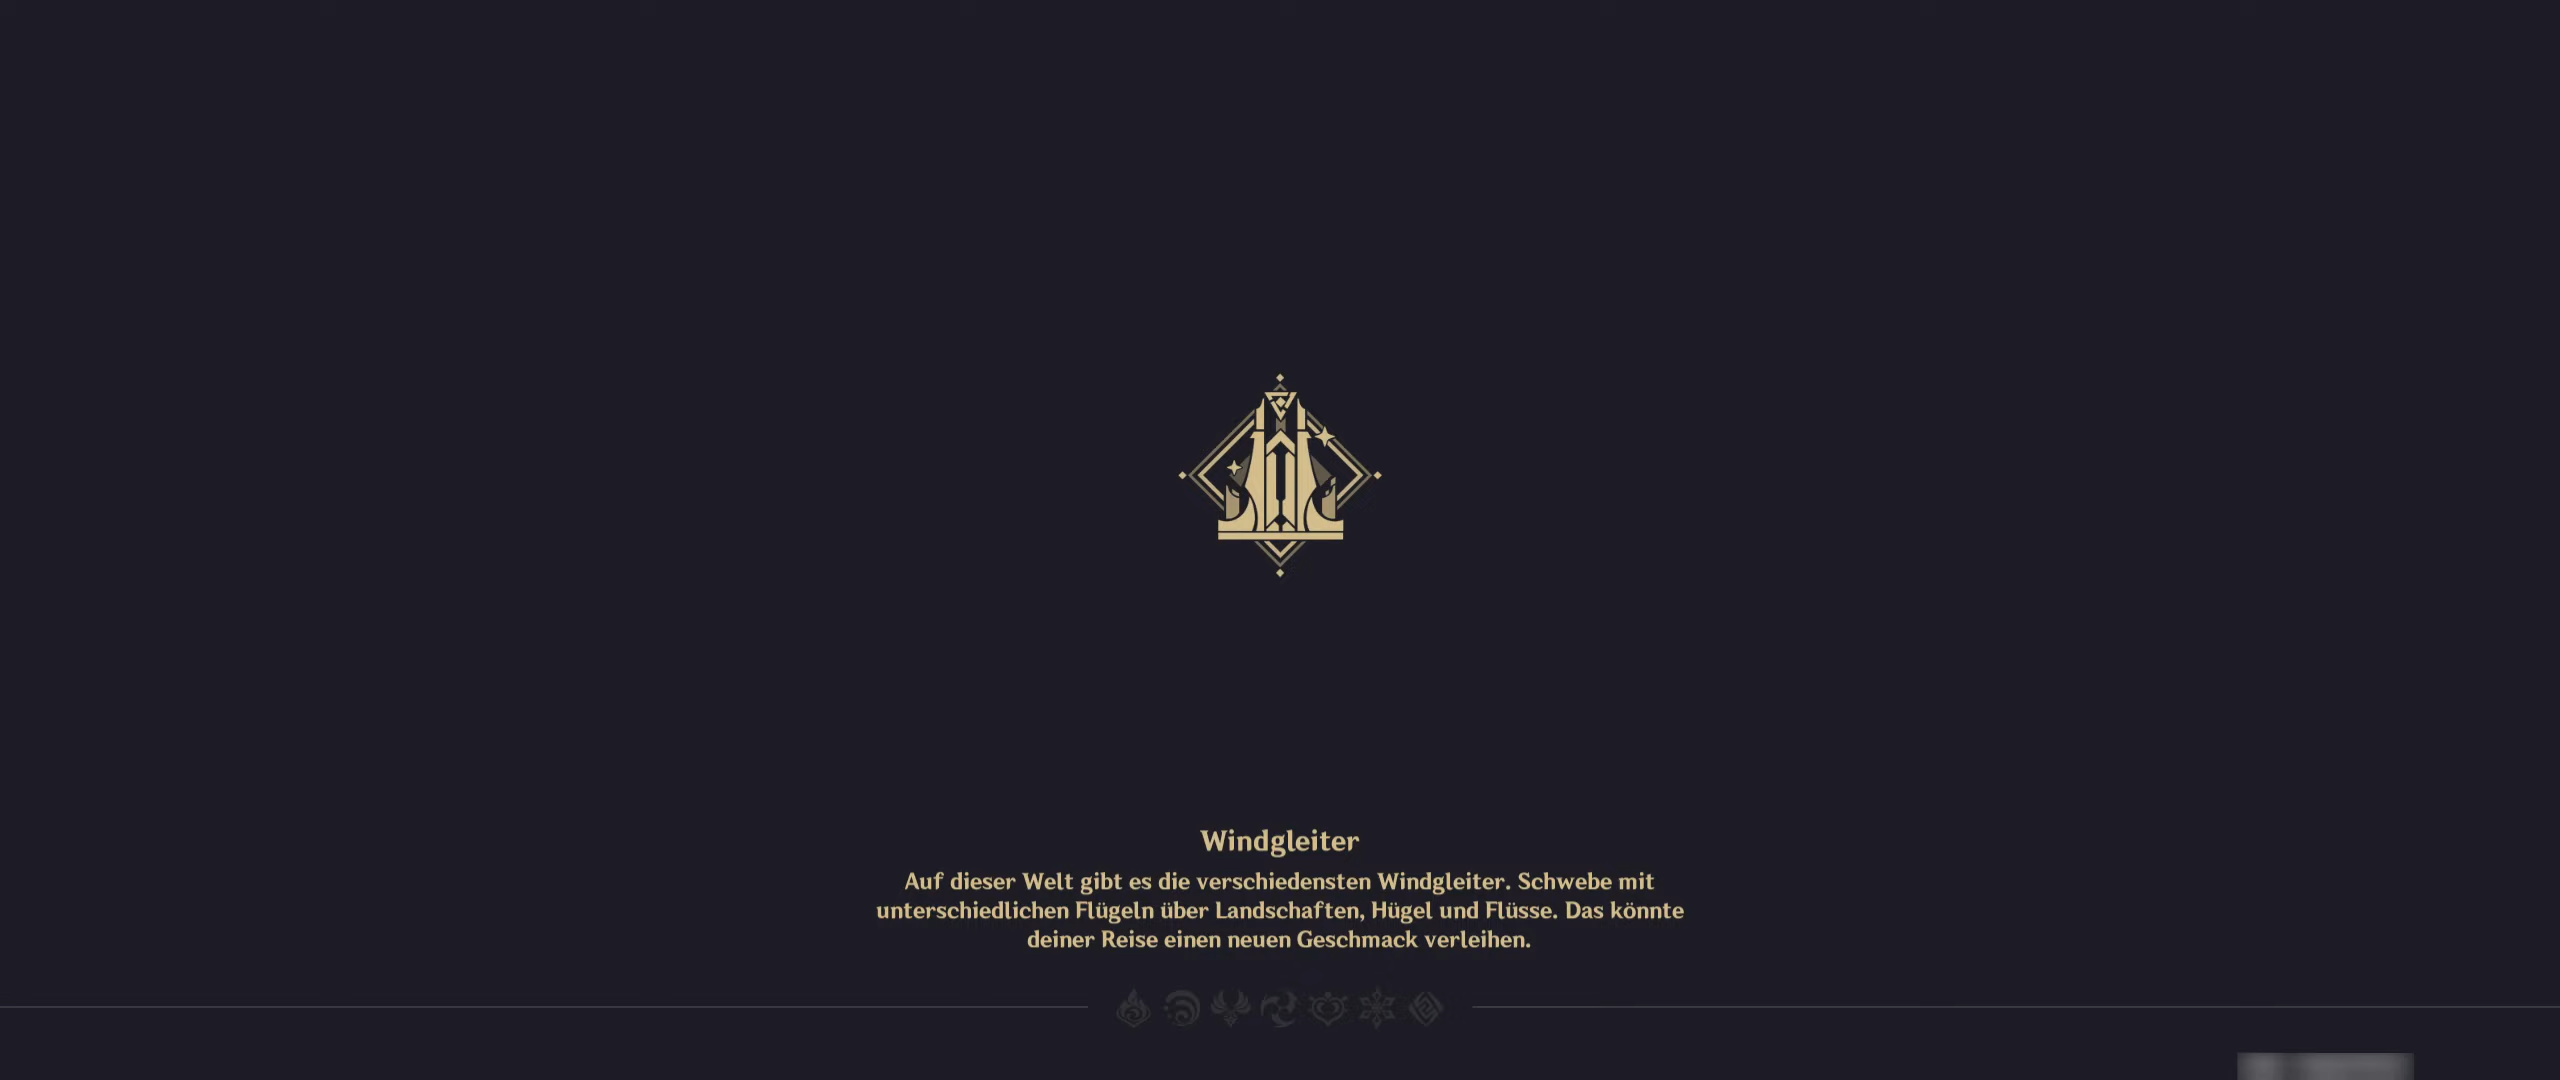 Windgleiter
Auf dieser Welt gibt es die verschiedensten Windgleiter. Schwebe mit
unterschiedlichen Flügeln über Landschaften, Hügel und Flüsse. Das könnte
deiner Reise einen neuen Geschmack verleihen.